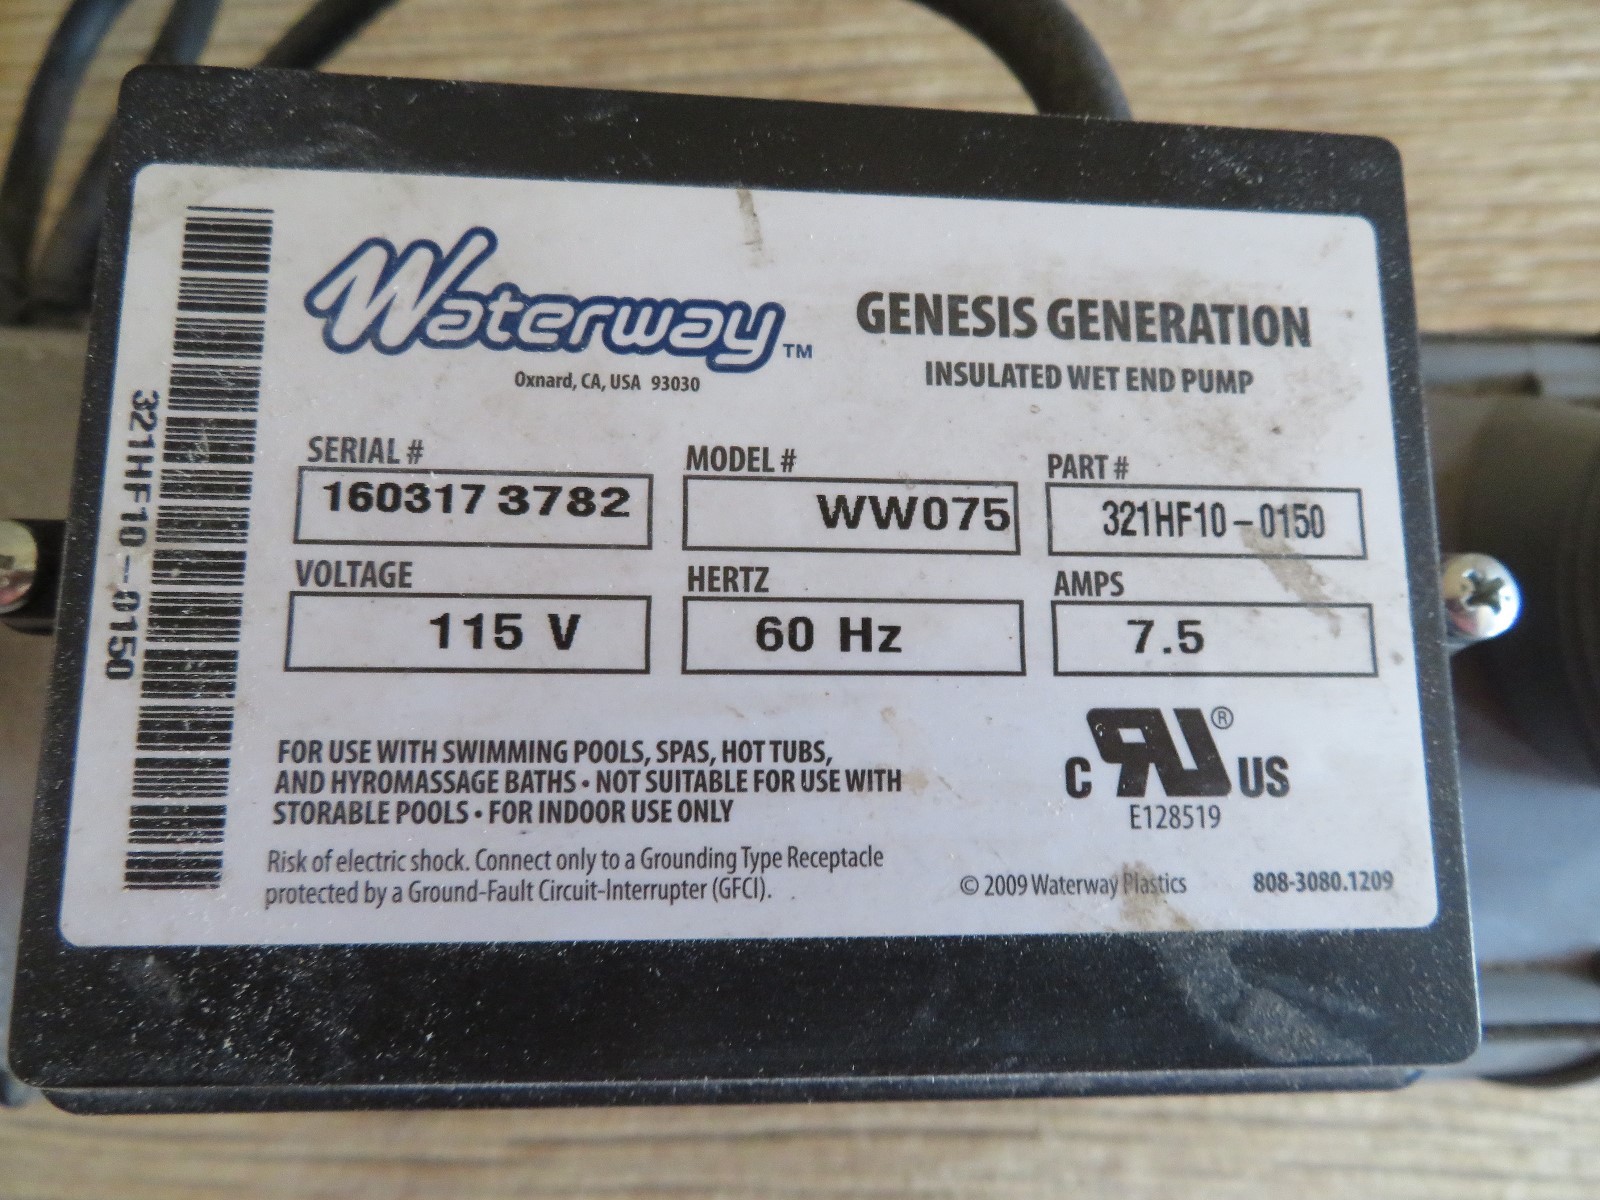 Waterway™
Oxnard, CA, USA 93030
GENESIS GENERATION
INSULATED WET END PUMP
321HF10--0150
SERIAL #
1603173782
MODEL #
WW075
PART #
321HF10-0150
VOLTAGE
115 V
HERTZ
60 Hz
AMPS
7.5
FOR USE WITH SWIMMING POOLS, SPAS, HOT TUBS,
AND HYROMASSAGE BATHS • NOT SUITABLE FOR USE WITH
STORABLE POOLS • FOR INDOOR USE ONLY
Risk of electric shock. Connect only to a Grounding Type Receptacle
protected by a Ground-Fault Circuit-Interrupter (GFCI).
C RU® US
E128519
© 2009 Waterway Plastics
808-3080.1209